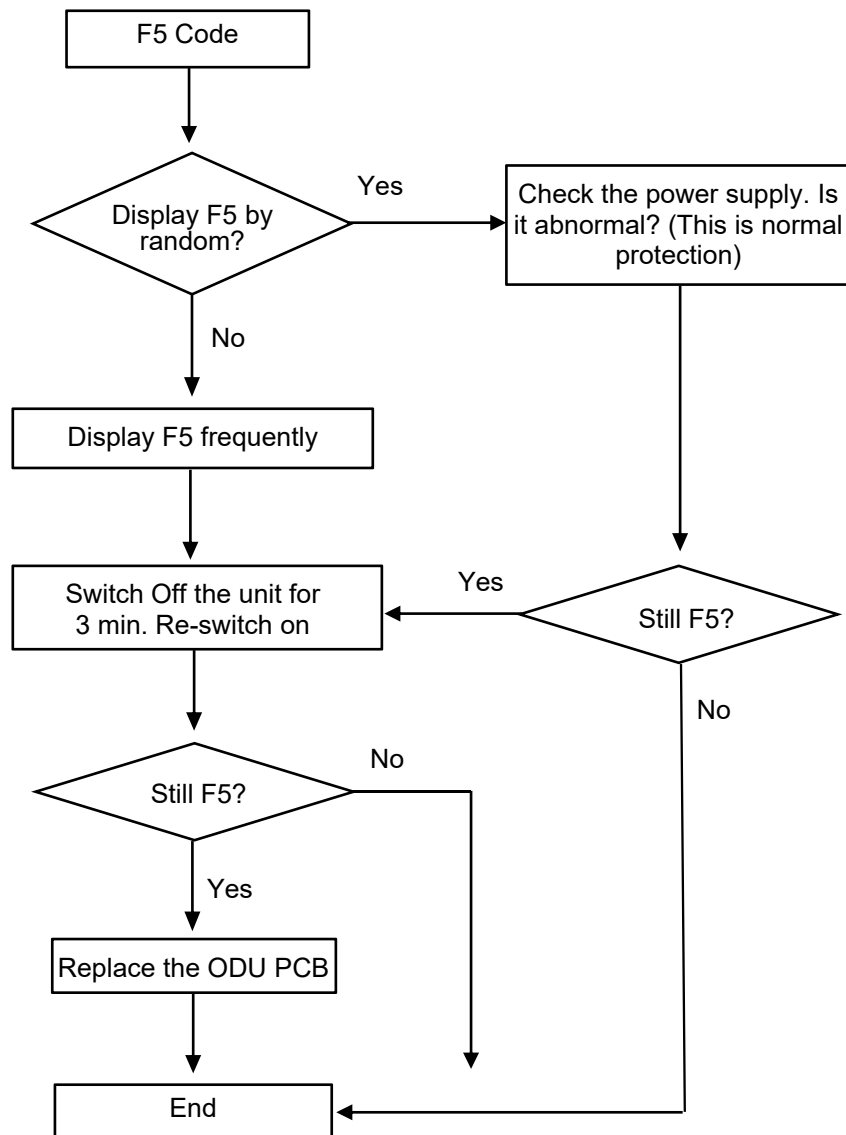 F5 Code
Display F5 by
random?
Yes
Check the power supply. Is
it abnormal? (This is normal
protection)
No
Display F5 frequently
Switch Off the unit for
3 min. Re-switch on
Yes
Still F5?
No
Still F5?
No
Yes
Replace the ODU PCB
End